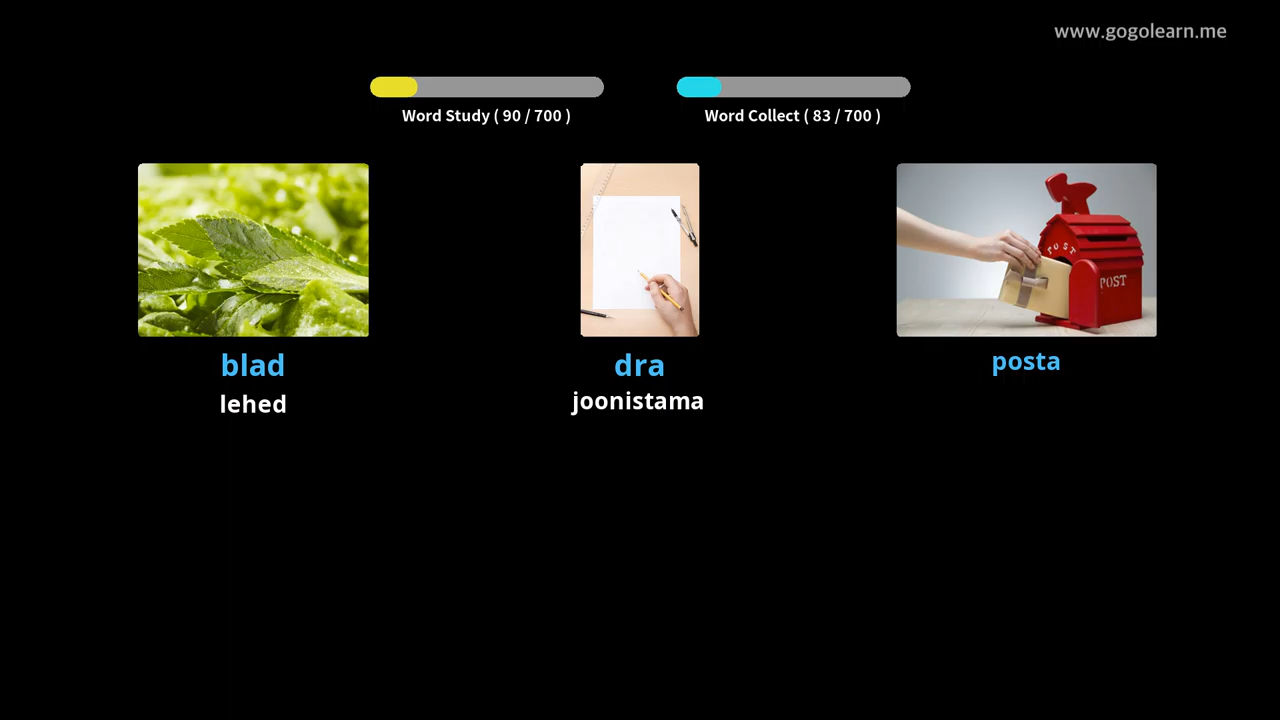 www.gogolearn.me
Word Study ( 90 / 700 )
Word Collect ( 83 / 700 )
POST
POST
blad
dra
posta
lehed
joonistama